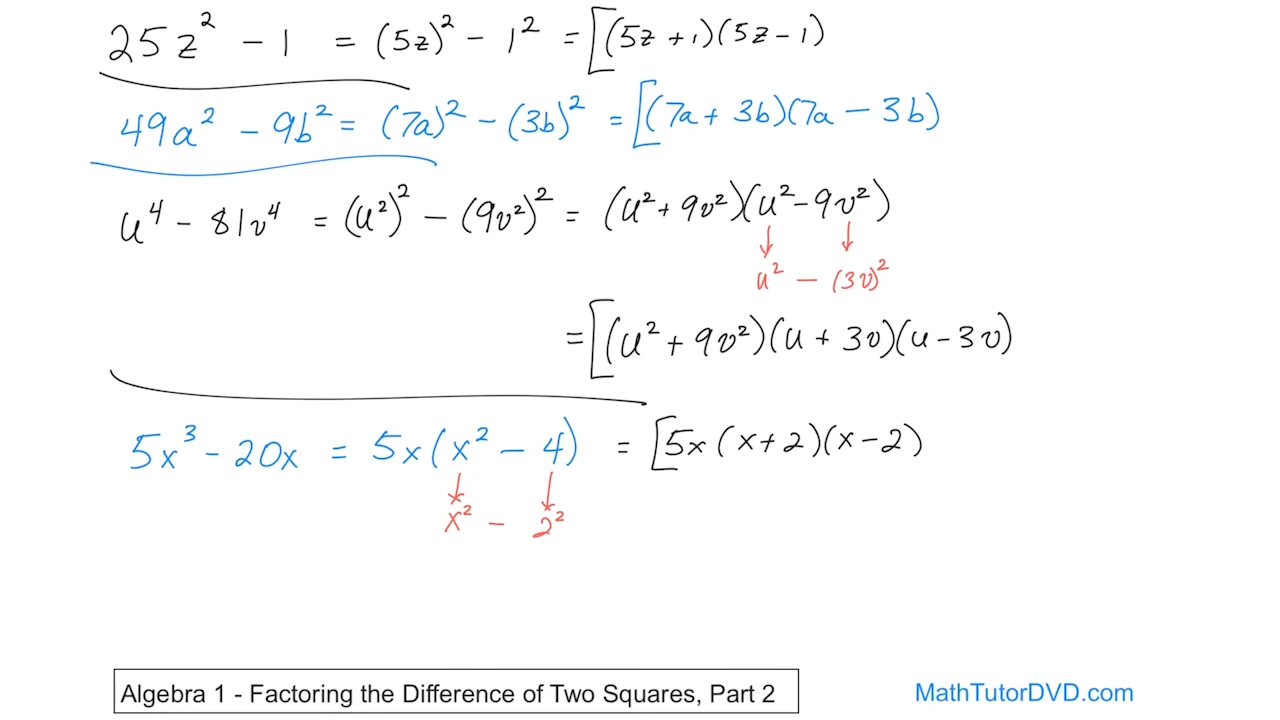 25z² - 1 = (5z)² - 1² = [(5z + 1)(5z - 1)
49a² - 9b² = (7a)² - (3b)² = [(7a + 3b)(7a - 3b)
u⁴ - 81v⁴ = (u²)² - (9v²)² = (u² + 9v²)(u² - 9v²)
↓ ↓
u² - (3v)²
= [(u² + 9v²)(u + 3v)(u - 3v)
5x³ - 20x = 5x(x² - 4) = [5x(x + 2)(x - 2)
↓ ↓
x² - 2²
Algebra 1 - Factoring the Difference of Two Squares, Part 2
MathTutorDVD.com